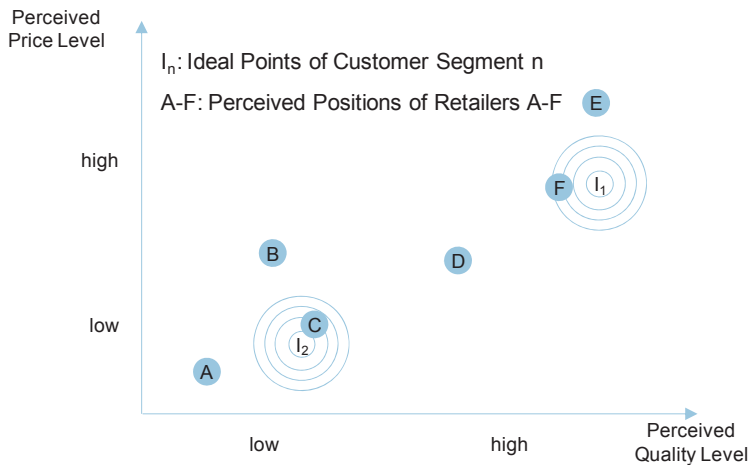 Perceived
Price Level
Iₙ: Ideal Points of Customer Segment n
A-F: Perceived Positions of Retailers A-F
E
high
F
I₁
B
D
low
C
I₂
A
low
high
Perceived
Quality Level